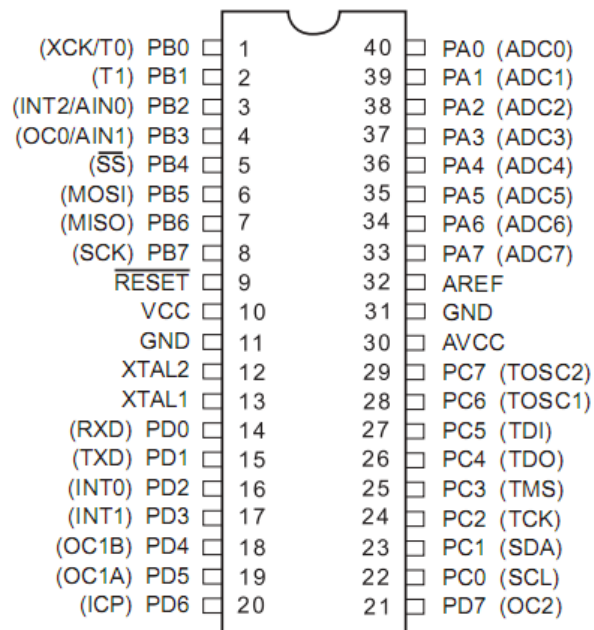 (XCK/T0) PB0 1 40 PA0 (ADC0)
(T1) PB1 2 39 PA1 (ADC1)
(INT2/AIN0) PB2 3 38 PA2 (ADC2)
(OC0/AIN1) PB3 4 37 PA3 (ADC3)
(S̅S̅) PB4 5 36 PA4 (ADC4)
(MOSI) PB5 6 35 PA5 (ADC5)
(MISO) PB6 7 34 PA6 (ADC6)
(SCK) PB7 8 33 PA7 (ADC7)
R̅E̅S̅E̅T̅ 9 32 AREF
VCC 10 31 GND
GND 11 30 AVCC
XTAL2 12 29 PC7 (TOSC2)
XTAL1 13 28 PC6 (TOSC1)
(RXD) PD0 14 27 PC5 (TDI)
(TXD) PD1 15 26 PC4 (TDO)
(INT0) PD2 16 25 PC3 (TMS)
(INT1) PD3 17 24 PC2 (TCK)
(OC1B) PD4 18 23 PC1 (SDA)
(OC1A) PD5 19 22 PC0 (SCL)
(ICP) PD6 20 21 PD7 (OC2)